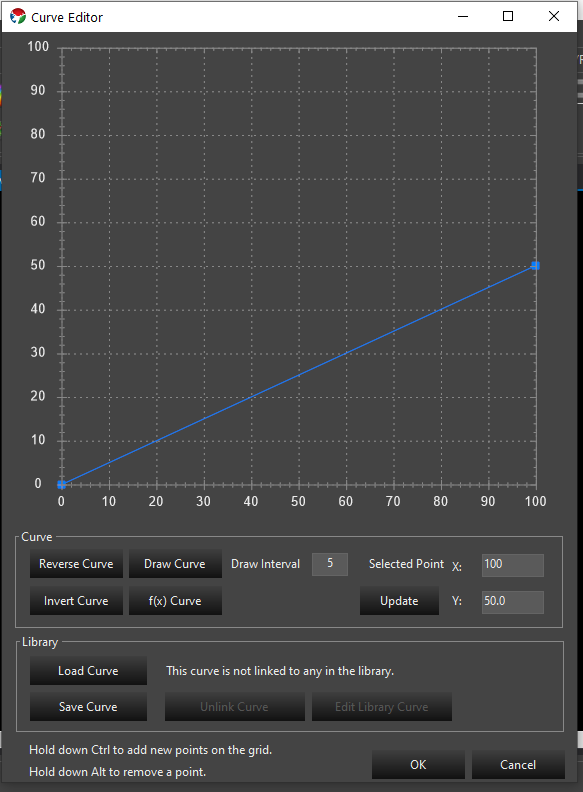 Curve Editor
100
90
80
70
60
50
40
30
20
10
0
0 10 20 30 40 50 60 70 80 90 100
Curve
Reverse Curve Draw Curve Draw Interval 5 Selected Point X: 100
Invert Curve f(x) Curve Update Y: 50.0
Library
Load Curve This curve is not linked to any in the library.
Save Curve Unlink Curve Edit Library Curve
Hold down Ctrl to add new points on the grid.
Hold down Alt to remove a point.
OK Cancel